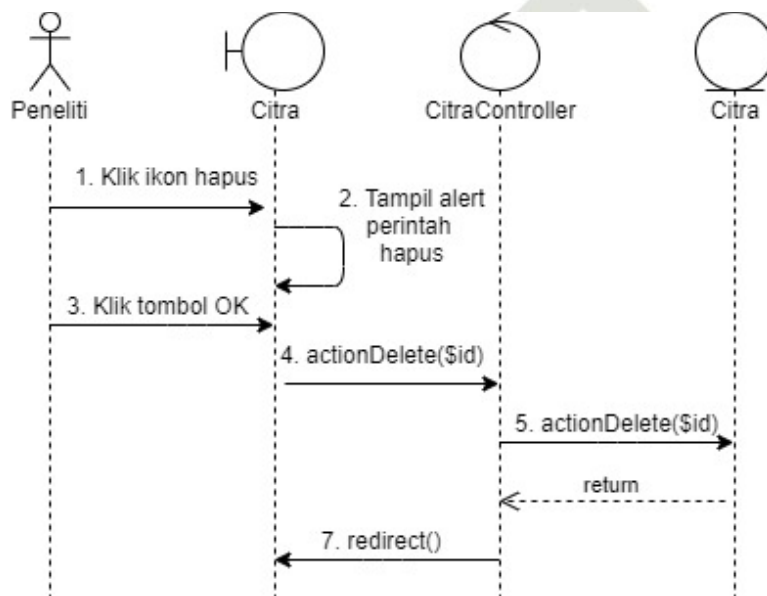 Peneliti
Citra
CitraController
Citra
1. Klik ikon hapus
2. Tampil alert
perintah
hapus
3. Klik tombol OK
4. actionDelete($id)
5. actionDelete($id)
return
7. redirect()